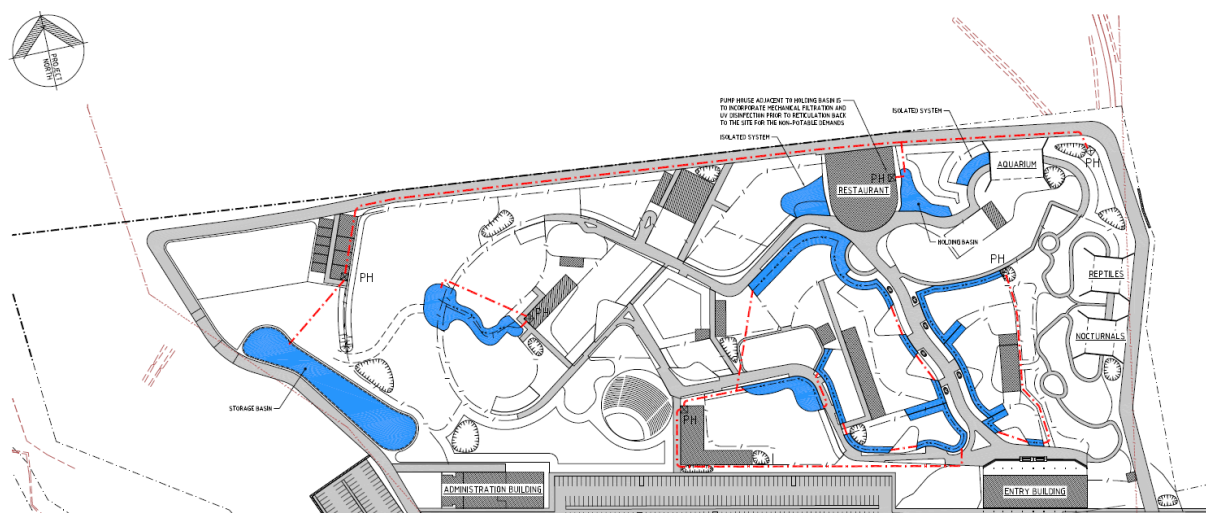 PROJECT
NORTH
PUMP HOUSE ADJACENT TO HOLDING BASIN IS
TO INCORPORATE MECHANICAL FILTRATION AND
UV DISINFECTION PRIOR TO RETICULATION BACK
TO THE SITE FOR THE NON-POTABLE DEMANDS
ISOLATED SYSTEM
ISOLATED SYSTEM
AQUARIUM
PH
PH
RESTAURANT
HOLDING BASIN
PH
REPTILES
PH
PH
NOCTURNALS
STORAGE BASIN
PH
ADMINISTRATION BUILDING
ENTRY BUILDING